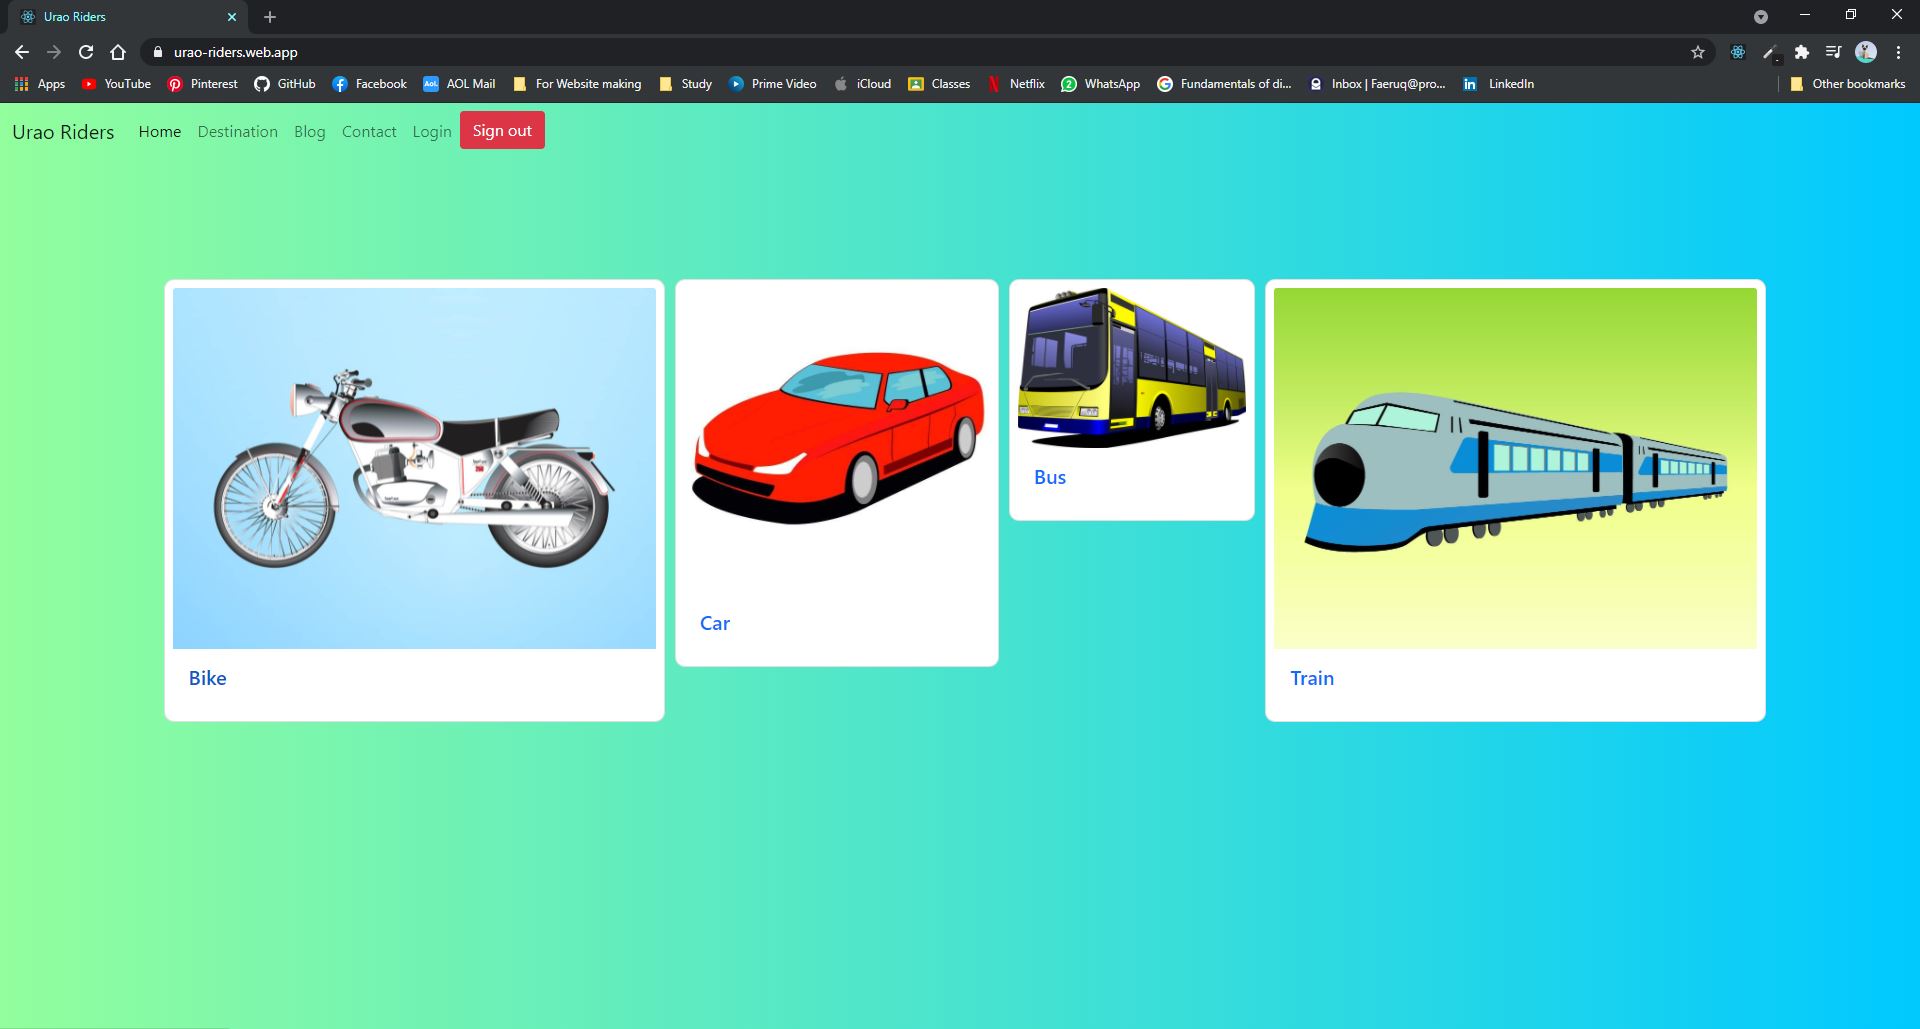 Urao Riders
urao-riders.web.app
Apps YouTube Pinterest GitHub Facebook AOL Mail For Website making Study Prime Video iCloud Classes Netflix WhatsApp Fundamentals of di... Inbox | Faeruq@pro... LinkedIn Other bookmarks
Urao Riders Home Destination Blog Contact Login Sign out
Bike
Car
Bus
Train